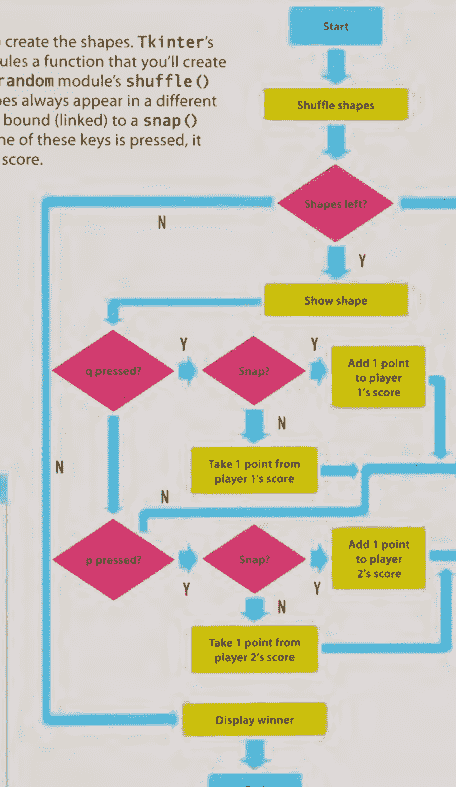 create the shapes. Tkinter's
ules a function that you'll create
random module's shuffle()
es always appear in a different
bound (linked) to a snap()
ne of these keys is pressed, it
score.
Start
Shuffle shapes
Shapes left?
N
Y
Show shape
q pressed?
Y
Snap?
Y
Add 1 point
to player
1's score
N
N
Take 1 point from
player 1's score
N
p pressed?
Y
Snap?
Y
Add 1 point
to player
2's score
N
Take 1 point from
player 2's score
Display winner